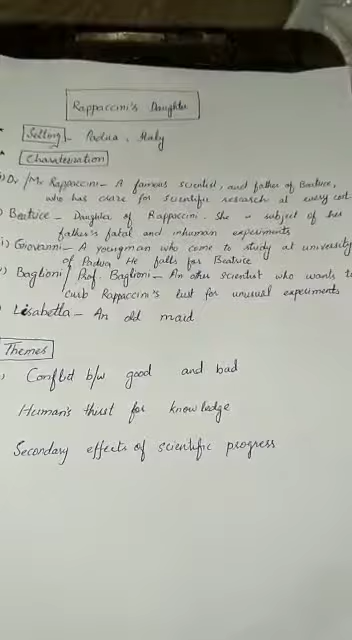 Rappaccini's Daughter
Setting - Padua, Italy
Characterisation
i) Dr/Mr Rappaccini - A famous scientist, and father of Beatrice,
who has craze for scientific research at every cost
) Beatrice - Daughter of Rappaccini. She is subject of her
father's fatal and inhuman experiments
i) Giovanni - A youngman who come to study at university
of Padua He falls for Beatrice
) Baglioni/ Prof. Baglioni - An other scientist who wants to
curb Rappaccini's lust for unusual experiments
) Lisabetta - An old maid
Themes
Conflict b/w good and bad
Human's thust for knowledge
Secondary effects of scientific progress